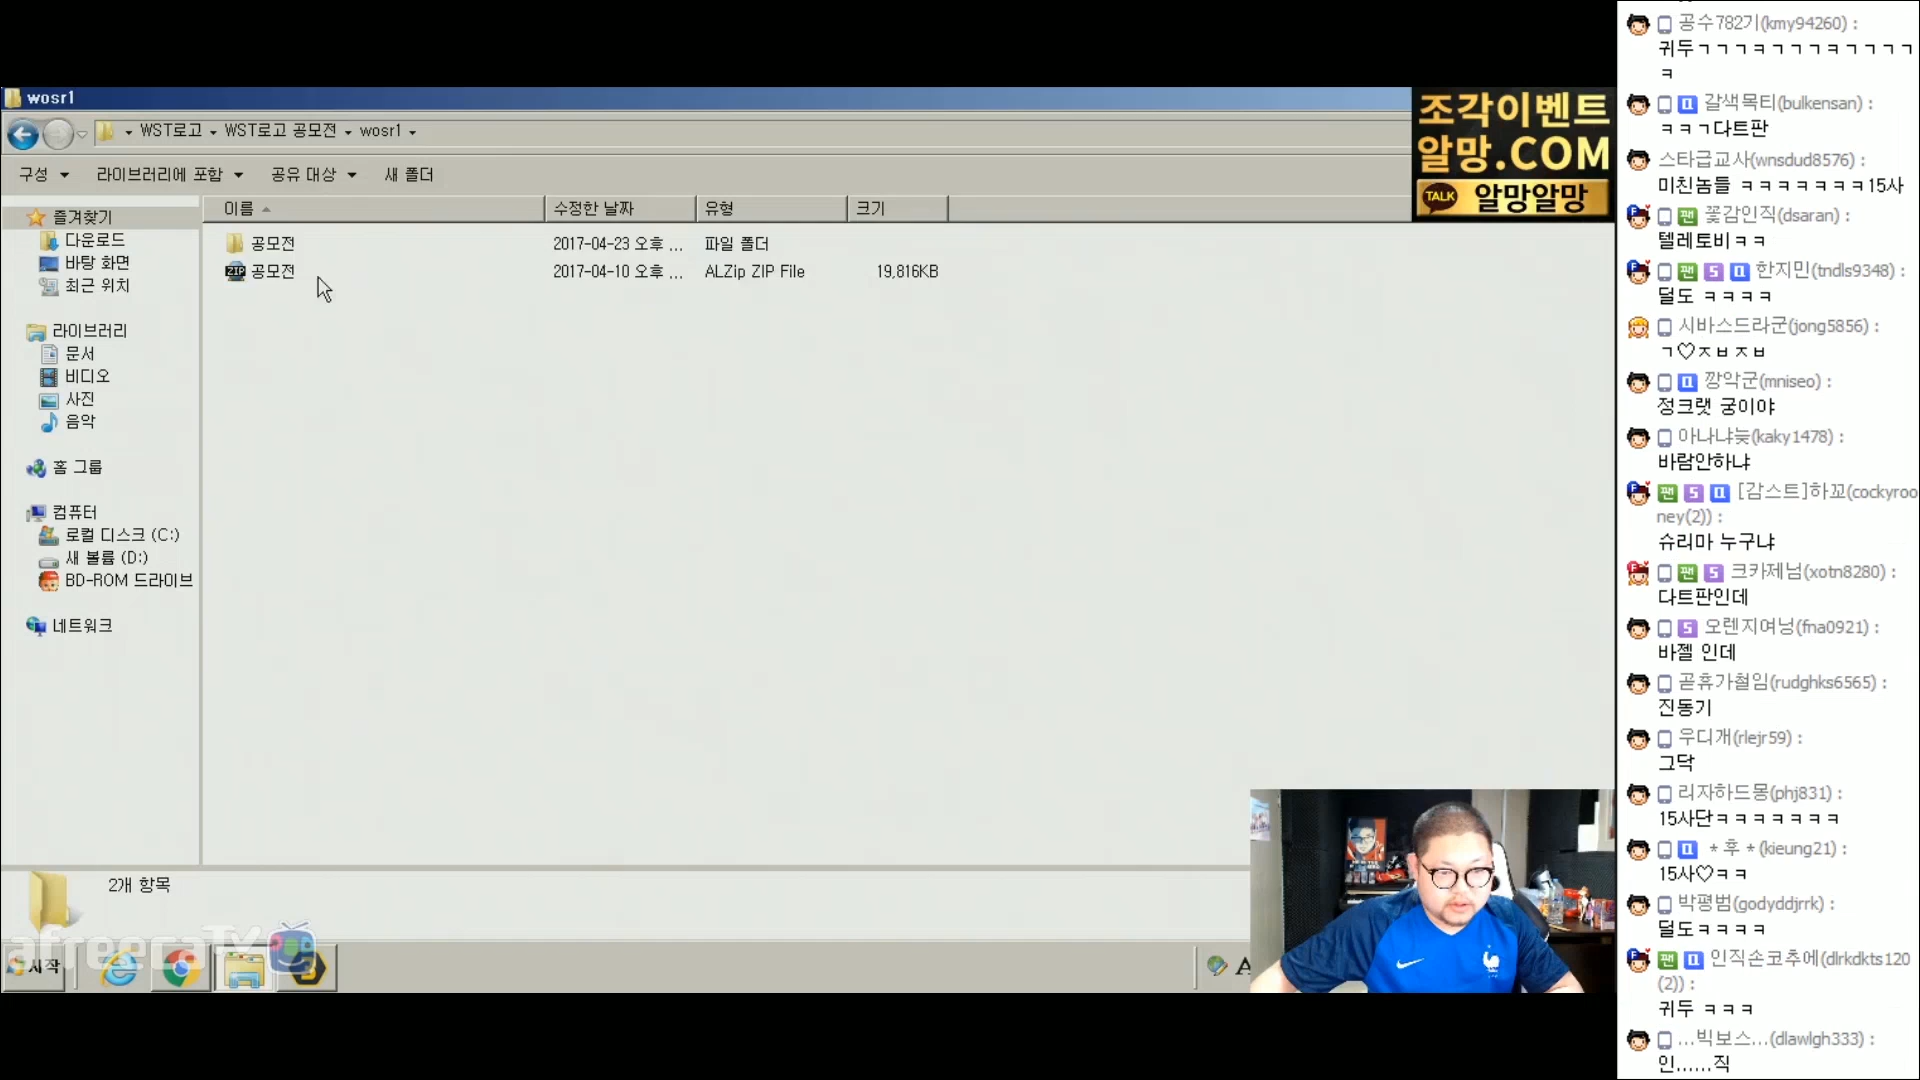 wosr1
WST로고 WST로고 공모전 wosr1
구성 라이브러리에 포함 공유 대상 새 폴더
이름 수정한 날짜 유형 크기
공모전 2017-04-23 오후 ... 파일 폴더
공모전 2017-04-10 오후 ... ALZip ZIP File 19,816KB
ZIP
즐겨찾기
다운로드
바탕 화면
최근 위치
라이브러리
문서
비디오
사진
음악
홈 그룹
컴퓨터
로컬 디스크 (C:)
새 볼륨 (D:)
BD-ROM 드라이브
네트워크
2개 항목
afreecaTV
시작
A
조각이벤트
알망.COM
TALK 알망알망
공수782기(kmy94260) :
귀두ㄱㄱㄱㅋㄱㄱㄱㅋㄱㄱㄱㄱ
ㅋ
갈색목티(bulkensan) :
ㅋㅋㄱ다트판
스타급교사(wnsdud8576) :
미친놈들 ㅋㅋㅋㅋㅋㅋㅋ15사
팬 꽃감인직(dsaran) :
텔레토비ㅋㅋ
팬 S 한지민(tndls9348) :
덜도 ㅋㅋㅋㅋ
시바스드라군(jong5856) :
ㄱ♡ㅈㅂㅈㅂ
깡악군(mniseo) :
정크랫 궁이야
아나냐늦(kaky1478) :
바람안하냐
팬 S [감스트]하꼬(cockyroo
ney(2)) :
슈리마 누구냐
팬 S 크카제님(xotn8280) :
다트판인데
S 오렌지여넝(fna0921) :
바젤 인데
곧휴가철임(rudghks6565) :
진동기
우디개(rlejr59) :
그닥
리자하드몽(phj831) :
15사단ㅋㅋㅋㅋㅋㅋㅋ
*후*(kieung21) :
15사♡ㅋㅋ
박평범(godyddjrrk) :
덜도ㅋㅋㅋㅋ
팬 인직손코추에(dlrkdkts120
(2)) :
귀두 ㅋㅋㅋ
...빅보스...(dlawlgh333) :
인......직